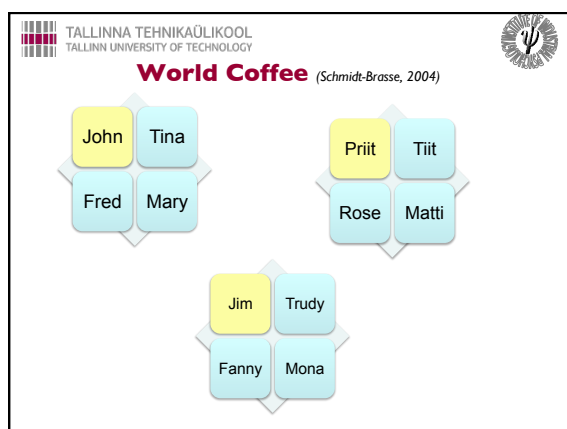 TALLINNA TEHNIKAÜLIKOOL
TALLINN UNIVERSITY OF TECHNOLOGY
World Coffee (Schmidt-Brasse, 2004)
John Tina
Fred Mary
Priit Tiit
Rose Matti
Jim Trudy
Fanny Mona